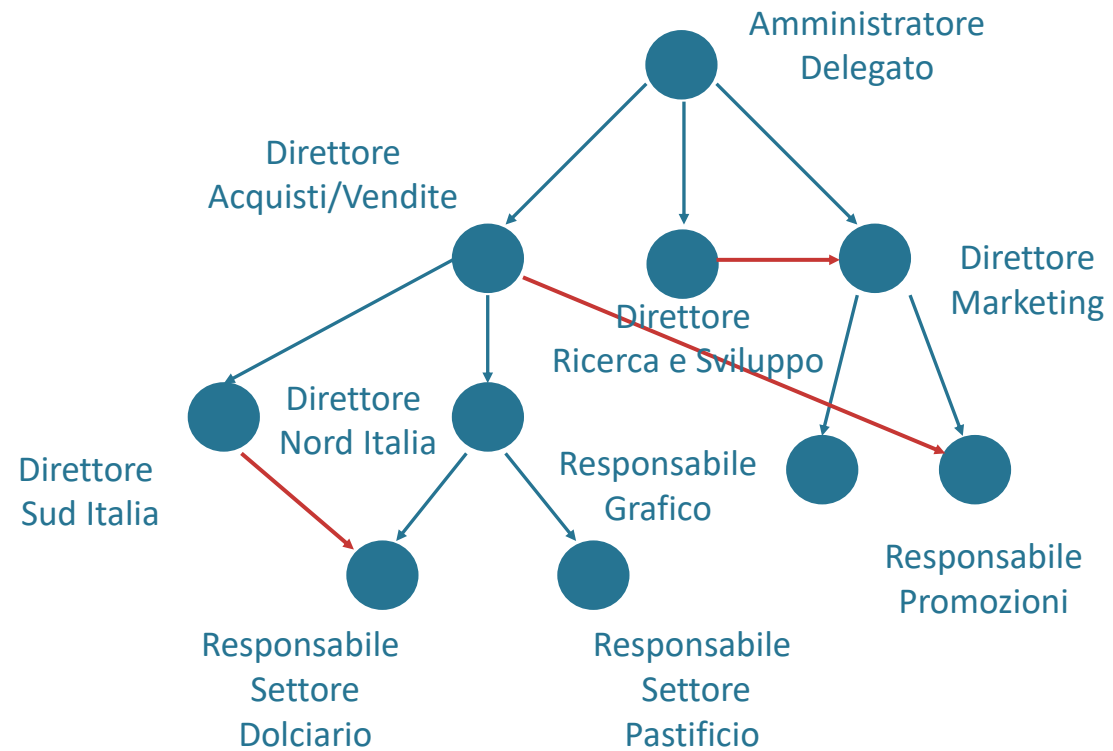 Amministratore
Delegato
Direttore
Acquisti/Vendite
Direttore
Marketing
Direttore
Ricerca e Sviluppo
Direttore
Nord Italia
Direttore
Sud Italia
Responsabile
Grafico
Responsabile
Promozioni
Responsabile
Settore
Dolciario
Responsabile
Settore
Pastificio